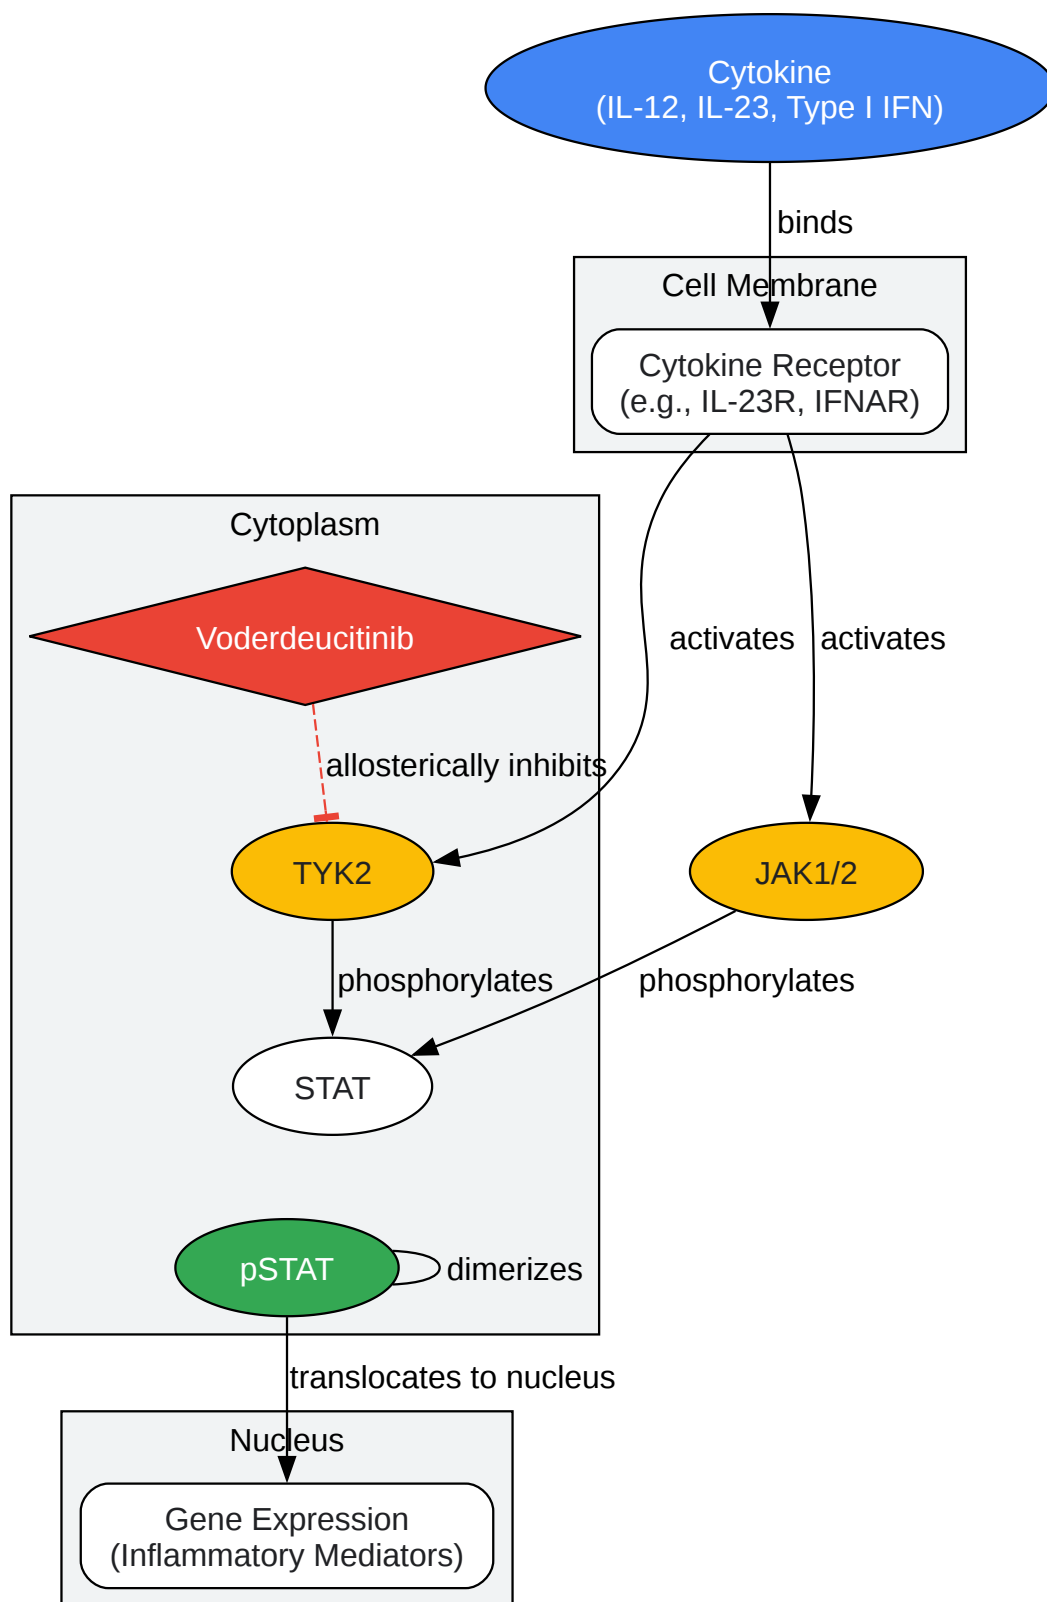 Cytokine
(IL-12, IL-23, Type I IFN)
binds
Cell Membrane
Cytokine Receptor
(e.g., IL-23R, IFNAR)
Cytoplasm
Voderdeucitinib
activates
activates
allosterically inhibits
TYK2
JAK1/2
phosphorylates
phosphorylates
STAT
pSTAT
dimerizes
translocates to nucleus
Nucleus
Gene Expression
(Inflammatory Mediators)